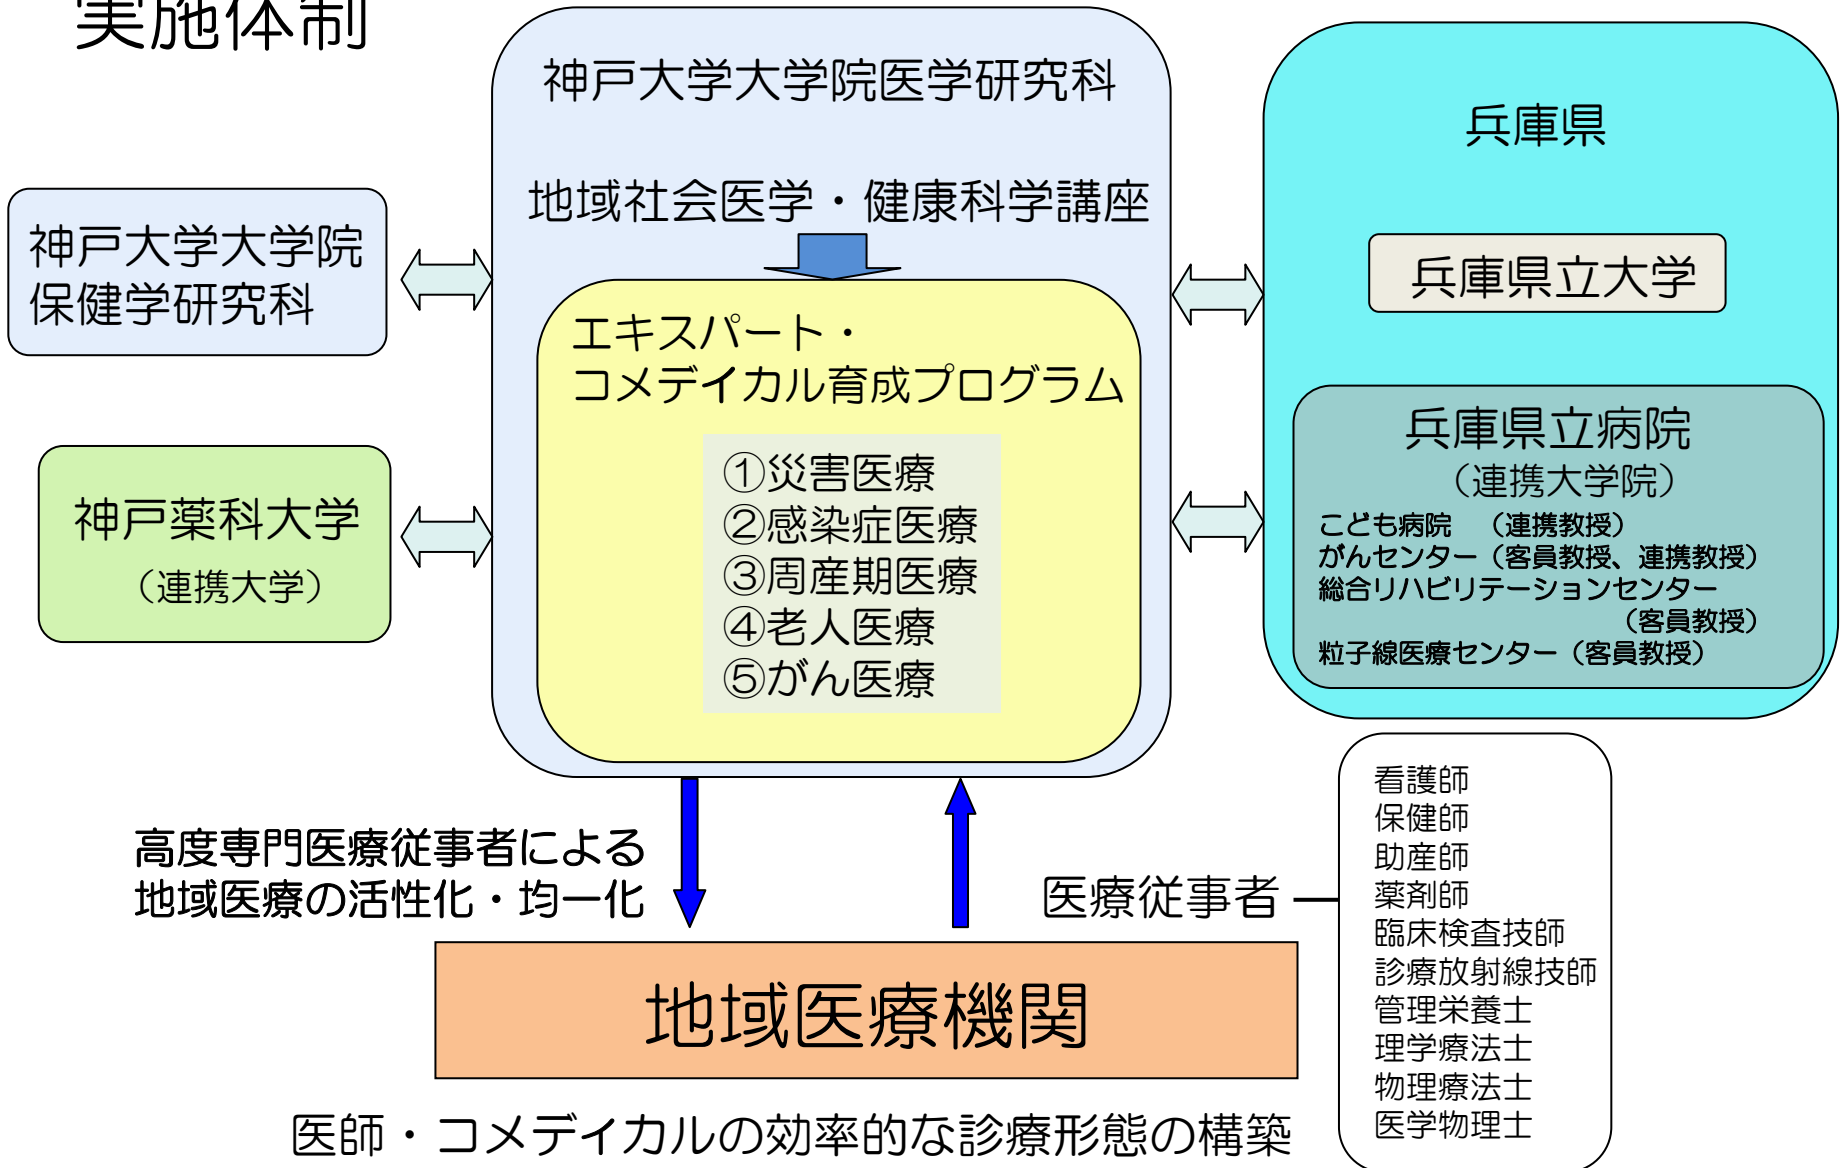 実施体制
神戸大学大学院医学研究科
地域社会医学・健康科学講座
神戸大学大学院
保健学研究科
神戸薬科大学
（連携大学）
エキスパート・
コメデイカル育成プログラム
①災害医療
②感染症医療
③周産期医療
④老人医療
⑤がん医療
兵庫県
兵庫県立大学
兵庫県立病院
（連携大学院）
こども病院　（連携教授）
がんセンター（客員教授、連携教授）
総合リハビリテーションセンター
（客員教授）
粒子線医療センター（客員教授）
高度専門医療従事者による
地域医療の活性化・均一化
医療従事者
看護師
保健師
助産師
薬剤師
臨床検査技師
診療放射線技師
管理栄養士
理学療法士
物理療法士
医学物理士
地域医療機関
医師・コメディカルの効率的な診療形態の構築